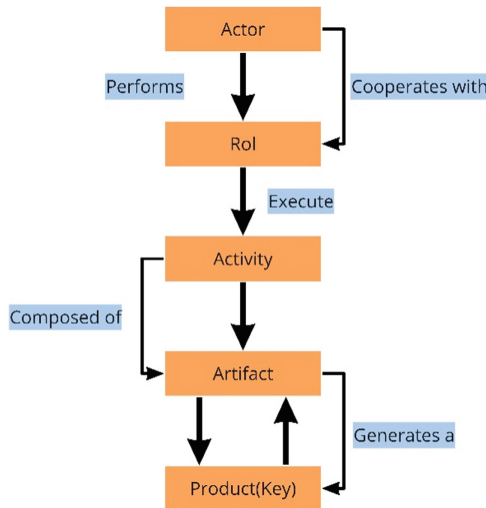 Actor
Performs
Cooperates with
Rol
Execute
Activity
Composed of
Artifact
Generates a
Product(Key)